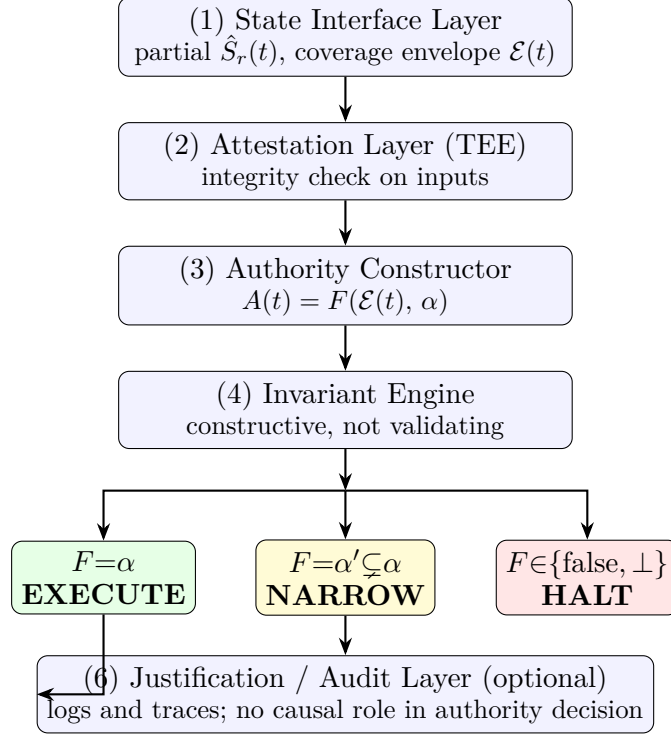 (1) State Interface Layer
partial Ŝᵣ(t), coverage envelope ℰ(t)
(2) Attestation Layer (TEE)
integrity check on inputs
(3) Authority Constructor
A(t) = F(ℰ(t), α)
(4) Invariant Engine
constructive, not validating
F=α
EXECUTE
F=α′⊊α
NARROW
F∈{false, ⊥}
HALT
(6) Justification / Audit Layer (optional)
logs and traces; no causal role in authority decision